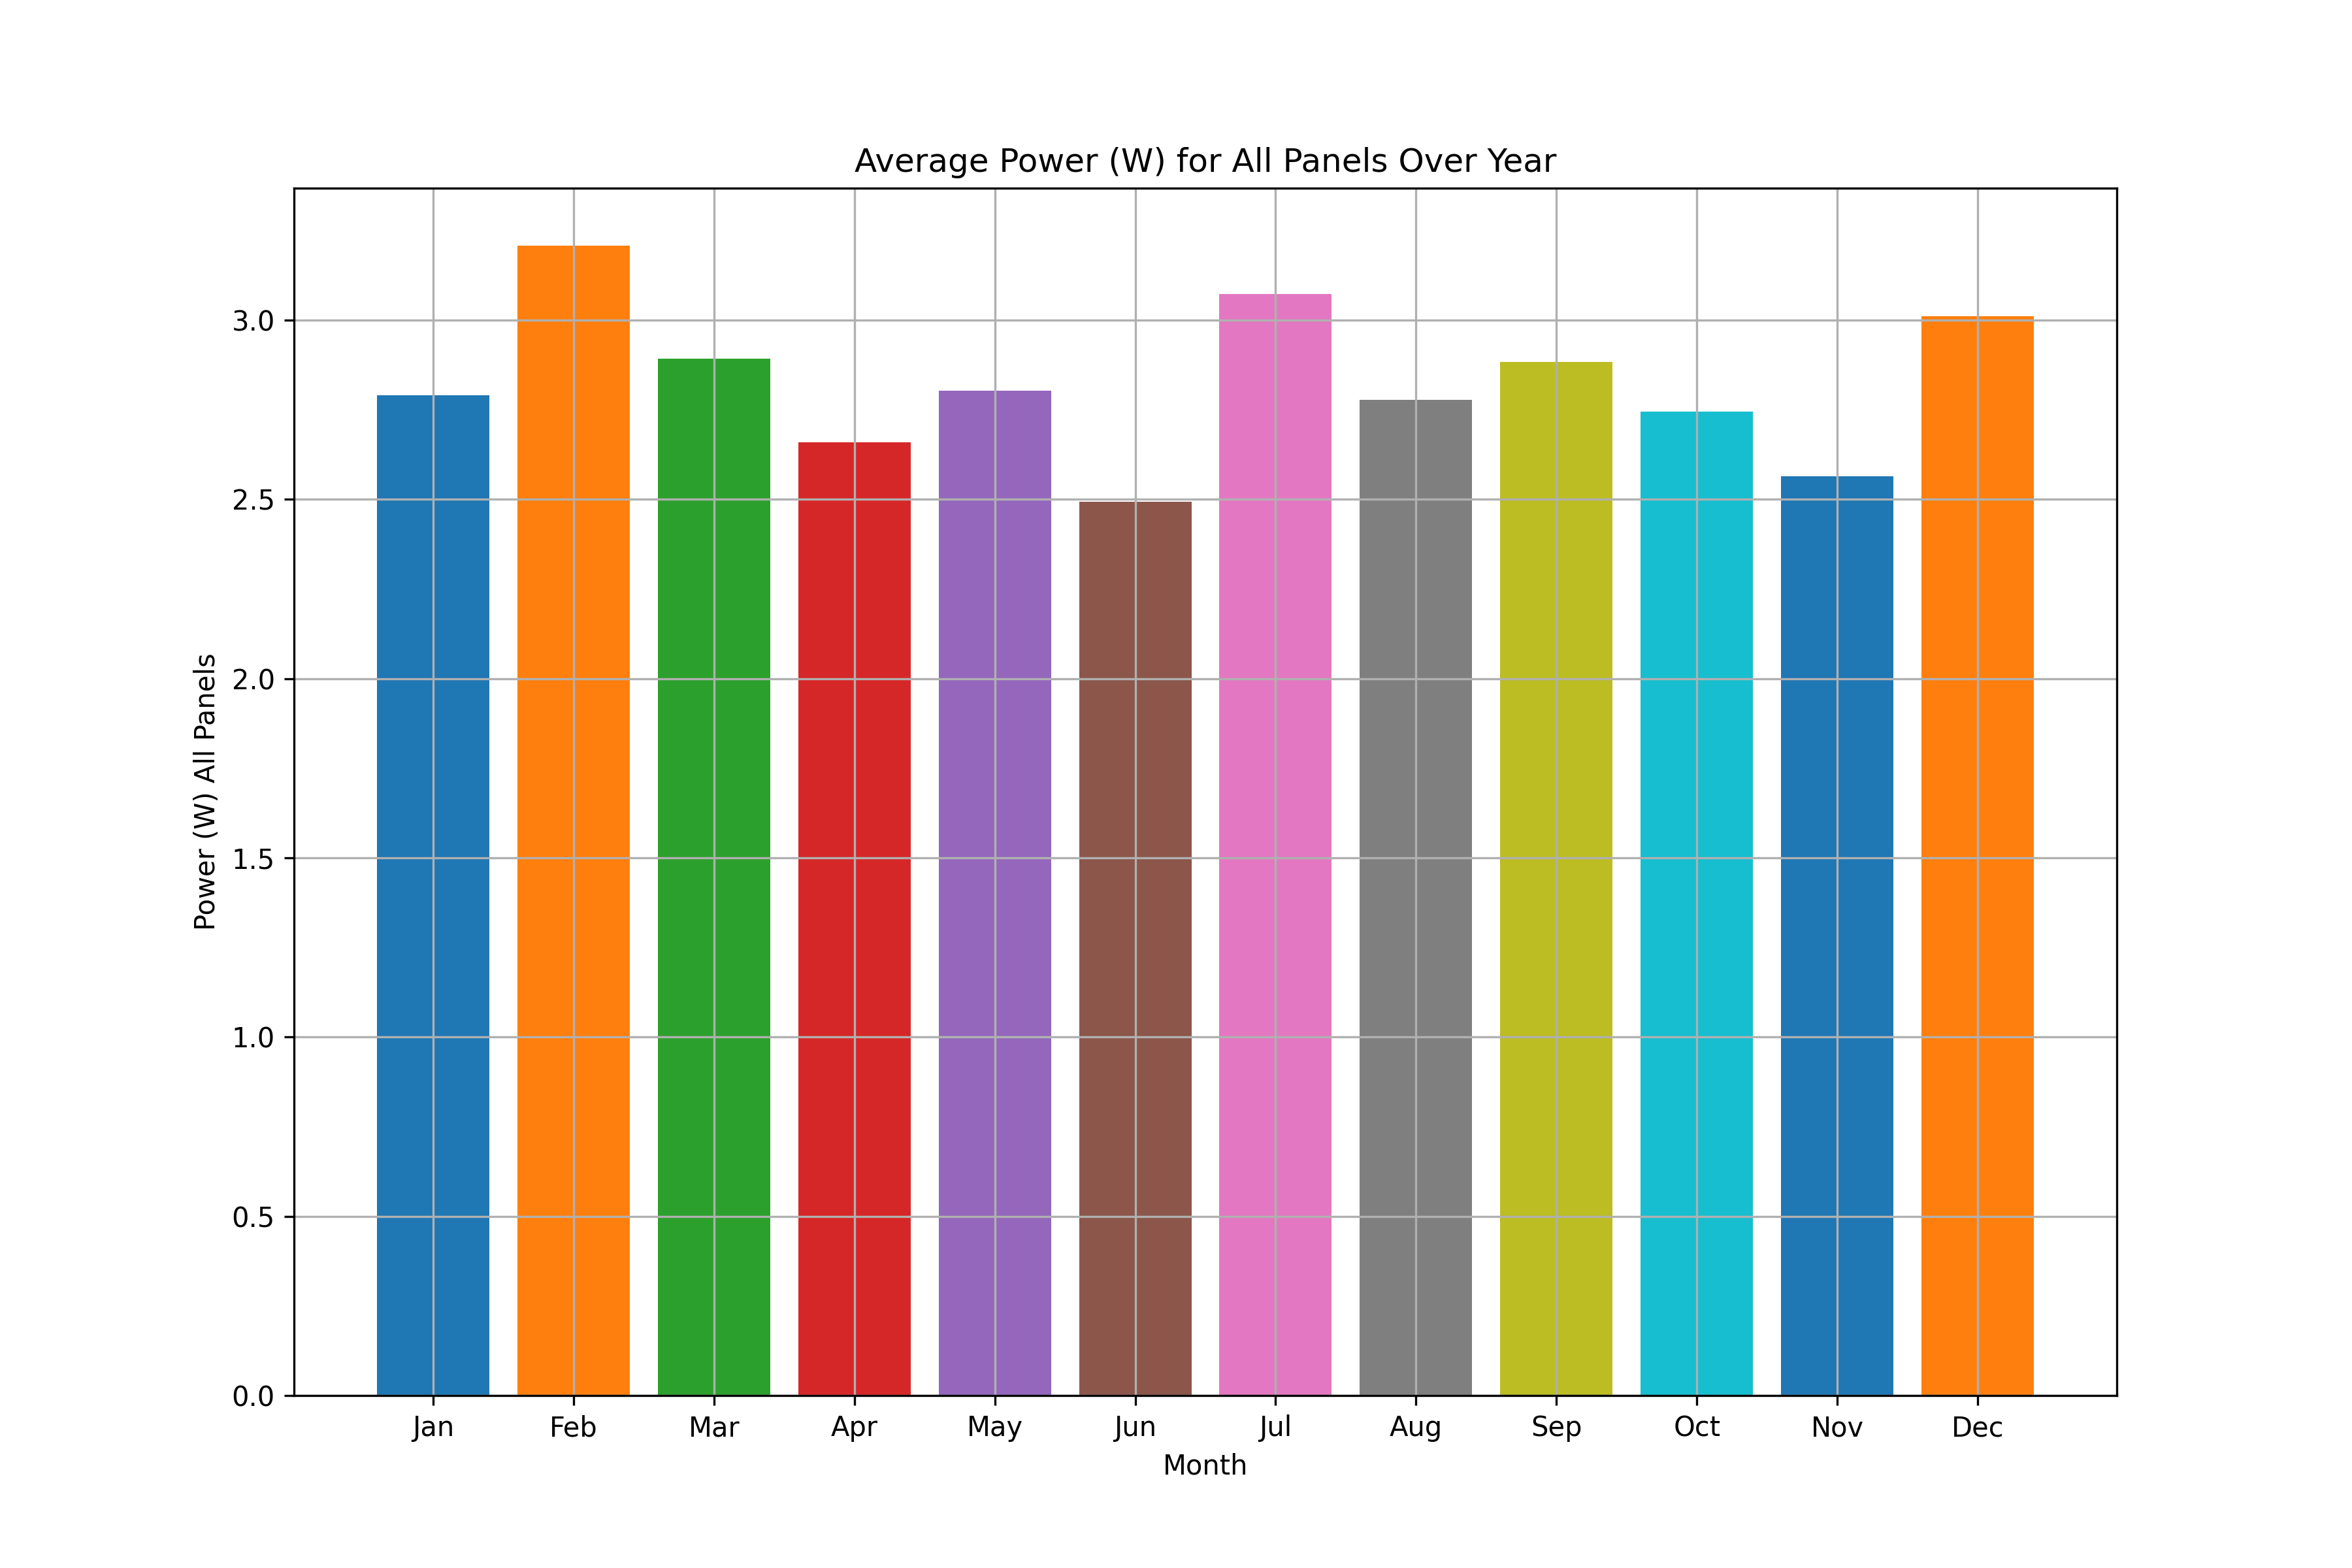 Average Power (W) for All Panels Over Year
Power (W) All Panels
3.0
2.5
2.0
1.5
1.0
0.5
0.0
Jan Feb Mar Apr May Jun Jul Aug Sep Oct Nov Dec
Month